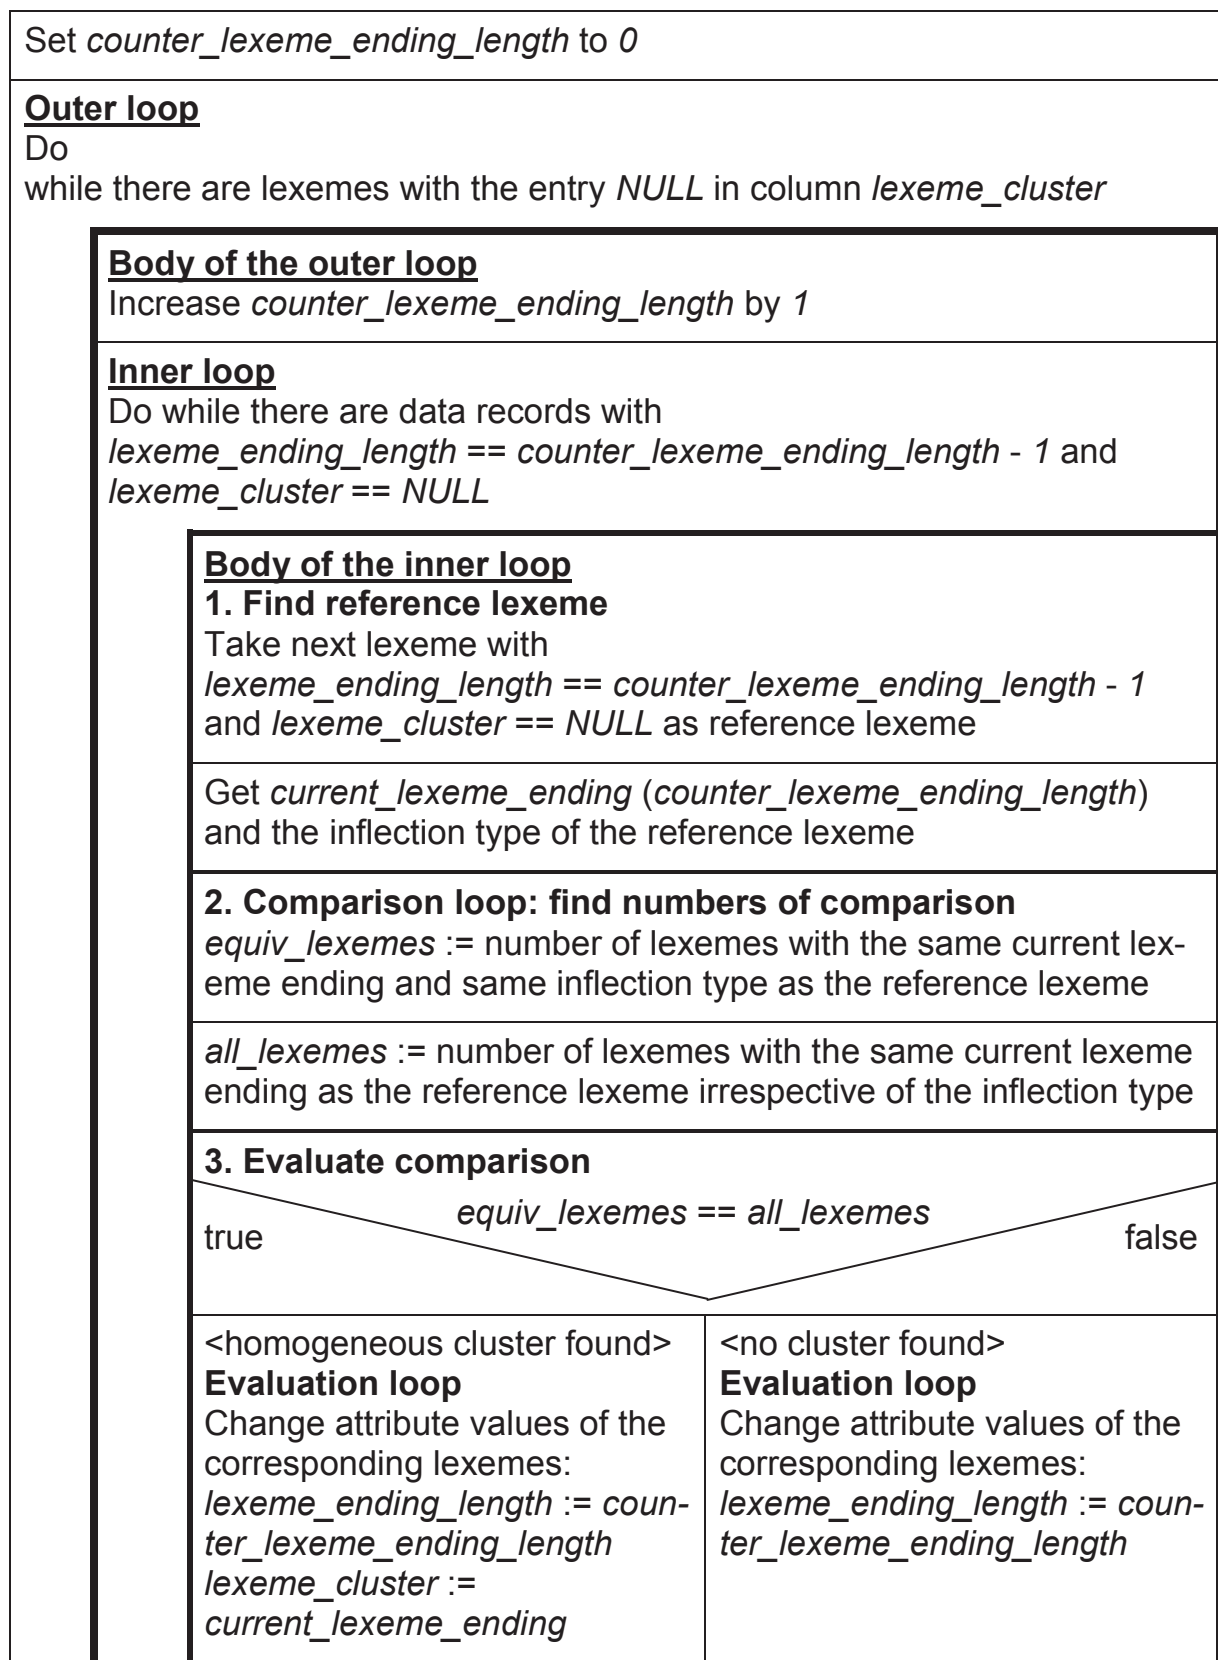 Set counter_lexeme_ending_length to 0
Outer loop
Do
while there are lexemes with the entry NULL in column lexeme_cluster
Body of the outer loop
Increase counter_lexeme_ending_length by 1
Inner loop
Do while there are data records with
lexeme_ending_length == counter_lexeme_ending_length - 1 and
lexeme_cluster == NULL
Body of the inner loop
1. Find reference lexeme
Take next lexeme with
lexeme_ending_length == counter_lexeme_ending_length - 1
and lexeme_cluster == NULL as reference lexeme
Get current_lexeme_ending (counter_lexeme_ending_length)
and the inflection type of the reference lexeme
2. Comparison loop: find numbers of comparison
equiv_lexemes := number of lexemes with the same current lex-
eme ending and same inflection type as the reference lexeme
all_lexemes := number of lexemes with the same current lexeme
ending as the reference lexeme irrespective of the inflection type
3. Evaluate comparison
equiv_lexemes == all_lexemes
true
false
<homogeneous cluster found>
Evaluation loop
Change attribute values of the
corresponding lexemes:
lexeme_ending_length := coun-
ter_lexeme_ending_length
lexeme_cluster :=
current_lexeme_ending
<no cluster found>
Evaluation loop
Change attribute values of the
corresponding lexemes:
lexeme_ending_length := coun-
ter_lexeme_ending_length